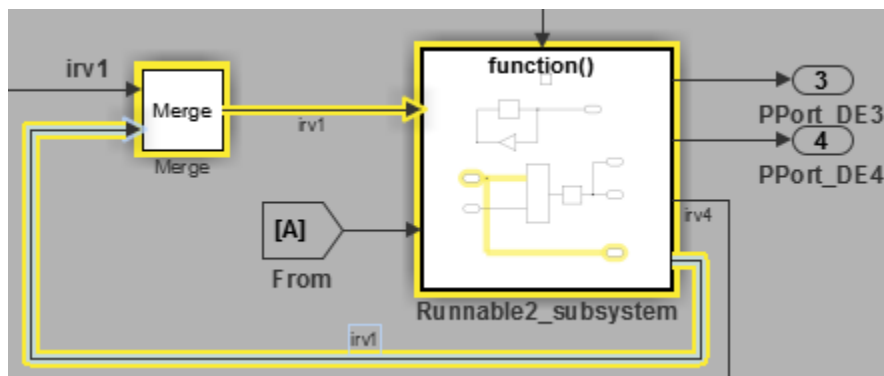 irv1
Merge
Merge
irv1
function()
3
PPort_DE3
4
PPort_DE4
irv4
[A]
From
Runnable2_subsystem
irv1